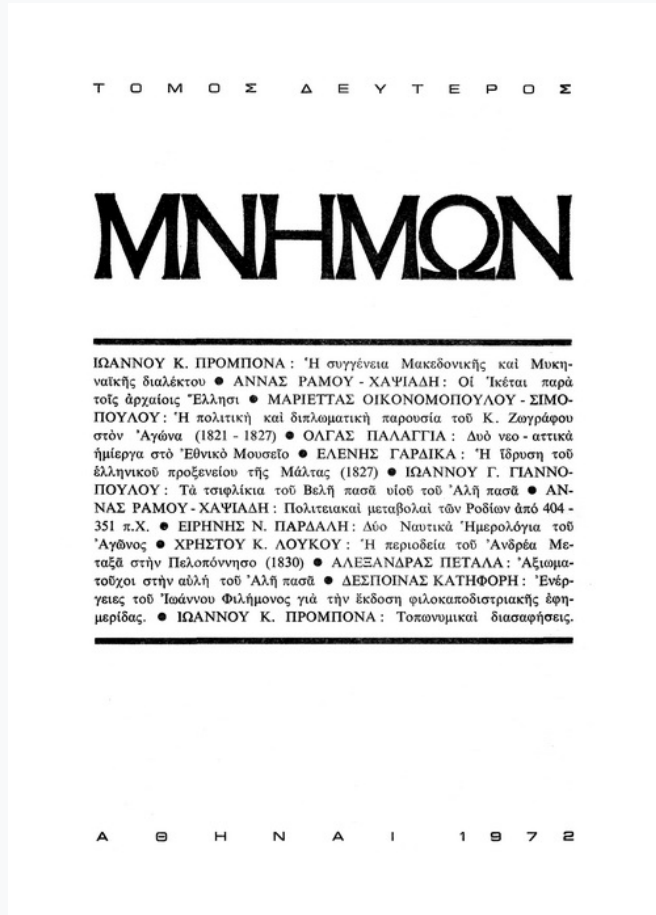 ΤΟΜΟΣ ΔΕΥΤΕΡΟΣ
ΜΝΗΜΩΝ
ΙΩΑΝΝΟΥ Κ. ΠΡΟΜΠΟΝΑ : Ἡ συγγένεια Μακεδονικῆς καὶ Μυκη-
ναϊκῆς διαλέκτου ● ΑΝΝΑΣ ΡΑΜΟΥ - ΧΑΨΙΑΔΗ : Οἱ Ἱκέται παρὰ
τοῖς ἀρχαίοις Ἕλλησι ● ΜΑΡΙΕΤΤΑΣ ΟΙΚΟΝΟΜΟΠΟΥΛΟΥ - ΣΙΜΟ-
ΠΟΥΛΟΥ : Ἡ πολιτικὴ καὶ διπλωματικὴ παρουσία τοῦ Κ. Ζωγράφου
στὸν Ἀγώνα (1821 - 1827) ● ΟΛΓΑΣ ΠΑΛΑΓΓΙΑ : Δυὸ νεο - αττικὰ
ἡμίεργα στὸ Ἐθνικὸ Μουσεῖο ● ΕΛΕΝΗΣ ΓΑΡΔΙΚΑ : Ἡ ἵδρυση τοῦ
ἑλληνικοῦ προξενείου τῆς Μάλτας (1827) ● ΙΩΑΝΝΟΥ Γ. ΓΙΑΝΝΟ-
ΠΟΥΛΟΥ : Τὰ τσιφλίκια τοῦ Βελῆ πασᾶ υἱοῦ τοῦ Ἀλῆ πασᾶ ● ΑΝ-
ΝΑΣ ΡΑΜΟΥ - ΧΑΨΙΑΔΗ : Πολιτειακαὶ μεταβολαὶ τῶν Ροδίων ἀπὸ 404 -
351 π.Χ. ● ΕΙΡΗΝΗΣ Ν. ΠΑΡΔΑΛΗ : Δύο Ναυτικὰ Ἡμερολόγια τοῦ
Ἀγῶνος ● ΧΡΗΣΤΟΥ Κ. ΛΟΥΚΟΥ : Ἡ περιοδεία τοῦ Ἀνδρέα Με-
ταξᾶ στὴν Πελοπόννησο (1830) ● ΑΛΕΞΑΝΔΡΑΣ ΠΕΤΑΛΑ : Ἀξιωμα-
τοῦχοι στὴν αὐλὴ τοῦ Ἀλῆ πασᾶ ● ΔΕΣΠΟΙΝΑΣ ΚΑΤΗΦΟΡΗ : Ἐνέρ-
γειες τοῦ Ἰωάννου Φιλήμονος γιὰ τὴν ἔκδοση φιλοκαποδιστριακῆς ἐφη-
μερίδας. ● ΙΩΑΝΝΟΥ Κ. ΠΡΟΜΠΟΝΑ : Τοπωνυμικαὶ διασαφήσεις.
ΑΘΗΝΑΙ 1972